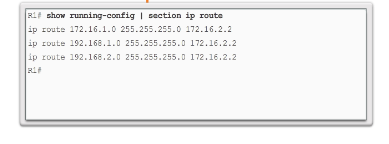 R1# show running-config | section ip route
ip route 172.16.1.0 255.255.255.0 172.16.2.2
ip route 192.168.1.0 255.255.255.0 172.16.2.2
ip route 192.168.2.0 255.255.255.0 172.16.2.2
R1#